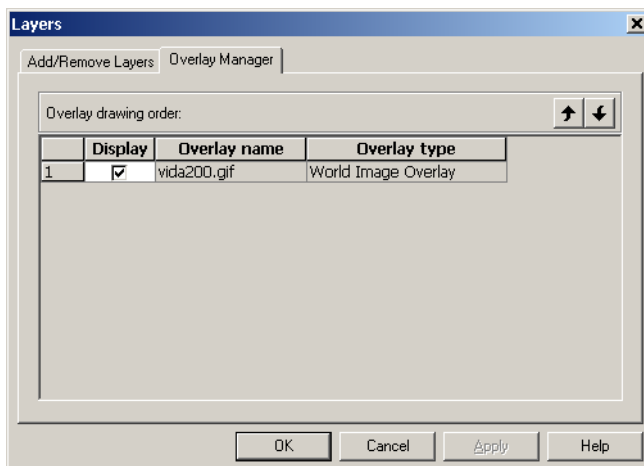 Layers
Add/Remove Layers Overlay Manager
Overlay drawing order:
Display Overlay name Overlay type
1 vida200.gif World Image Overlay
OK Cancel Apply Help